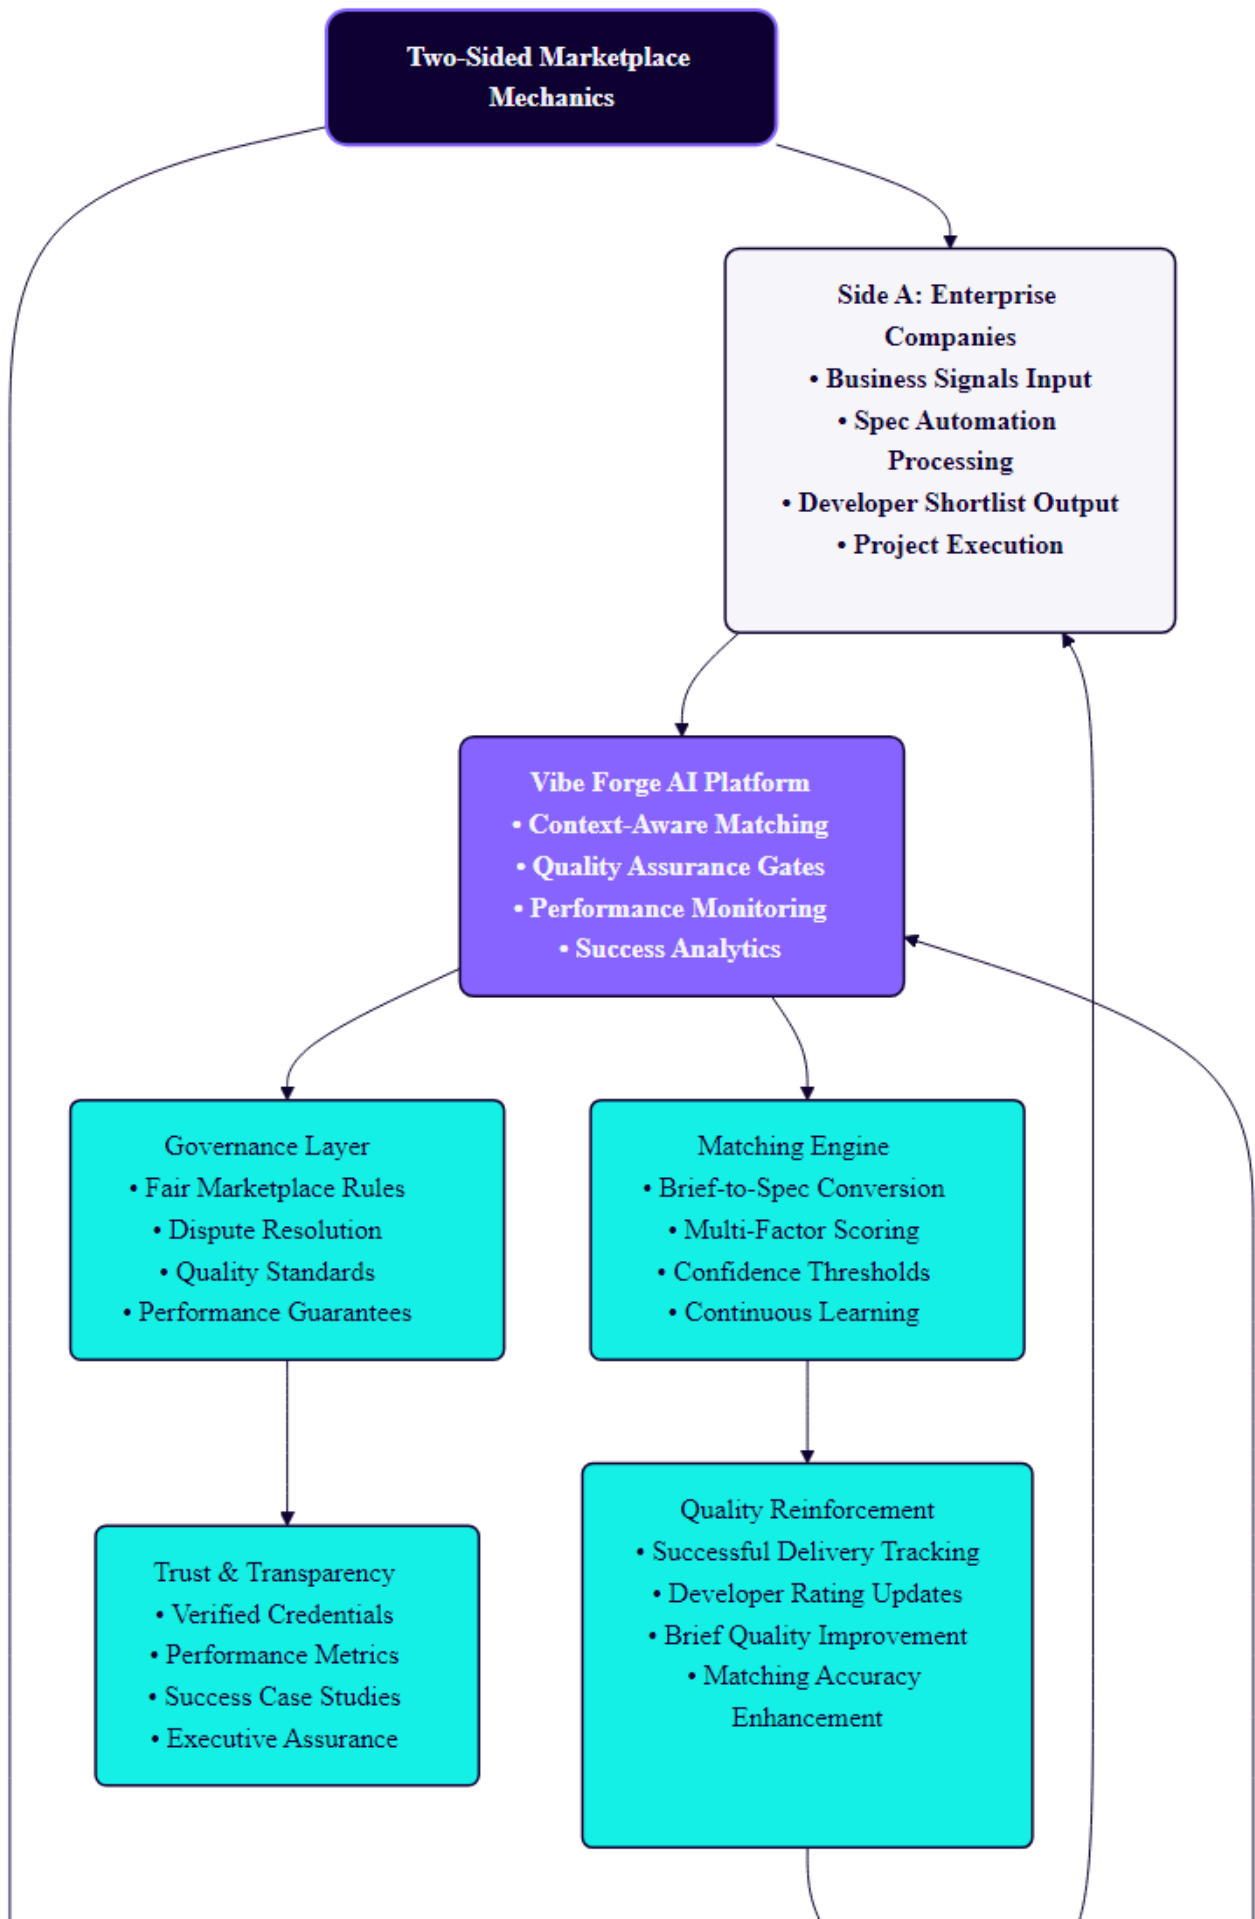 Two-Sided Marketplace
Mechanics
Side A: Enterprise
Companies
• Business Signals Input
• Spec Automation
Processing
• Developer Shortlist Output
• Project Execution
Vibe Forge AI Platform
• Context-Aware Matching
• Quality Assurance Gates
• Performance Monitoring
• Success Analytics
Governance Layer
• Fair Marketplace Rules
• Dispute Resolution
• Quality Standards
• Performance Guarantees
Matching Engine
• Brief-to-Spec Conversion
• Multi-Factor Scoring
• Confidence Thresholds
• Continuous Learning
Trust & Transparency
• Verified Credentials
• Performance Metrics
• Success Case Studies
• Executive Assurance
Quality Reinforcement
• Successful Delivery Tracking
• Developer Rating Updates
• Brief Quality Improvement
• Matching Accuracy
Enhancement